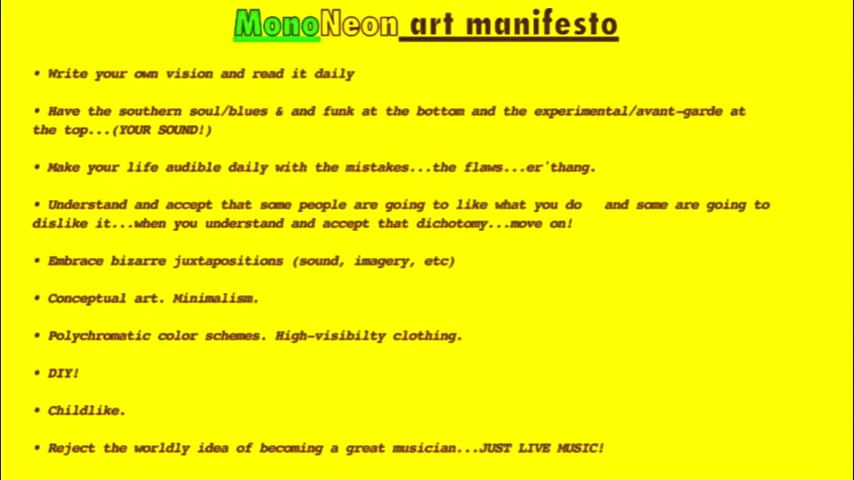 MonoNeon art manifesto
• Write your own vision and read it daily
• Have the southern soul/blues & and funk at the bottom and the experimental/avant-garde at
the top...(YOUR SOUND!)
• Make your life audible daily with the mistakes...the flaws...er'thang.
• Understand and accept that some people are going to like what you do   and some are going to
dislike it...when you understand and accept that dichotomy...move on!
• Embrace bizarre juxtapositions (sound, imagery, etc)
• Conceptual art. Minimalism.
• Polychromatic color schemes. High-visibilty clothing.
• DIY!
• Childlike.
• Reject the worldly idea of becoming a great musician...JUST LIVE MUSIC!